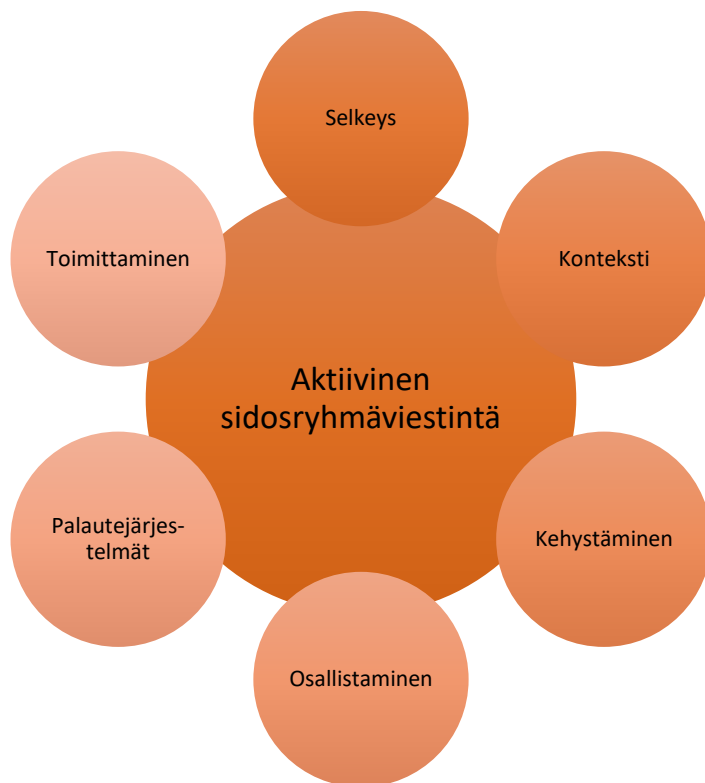 Selkeys
Toimittaminen
Konteksti
Aktiivinen
sidosryhmäviestintä
Palautejärjes-
telmät
Kehystäminen
Osallistaminen